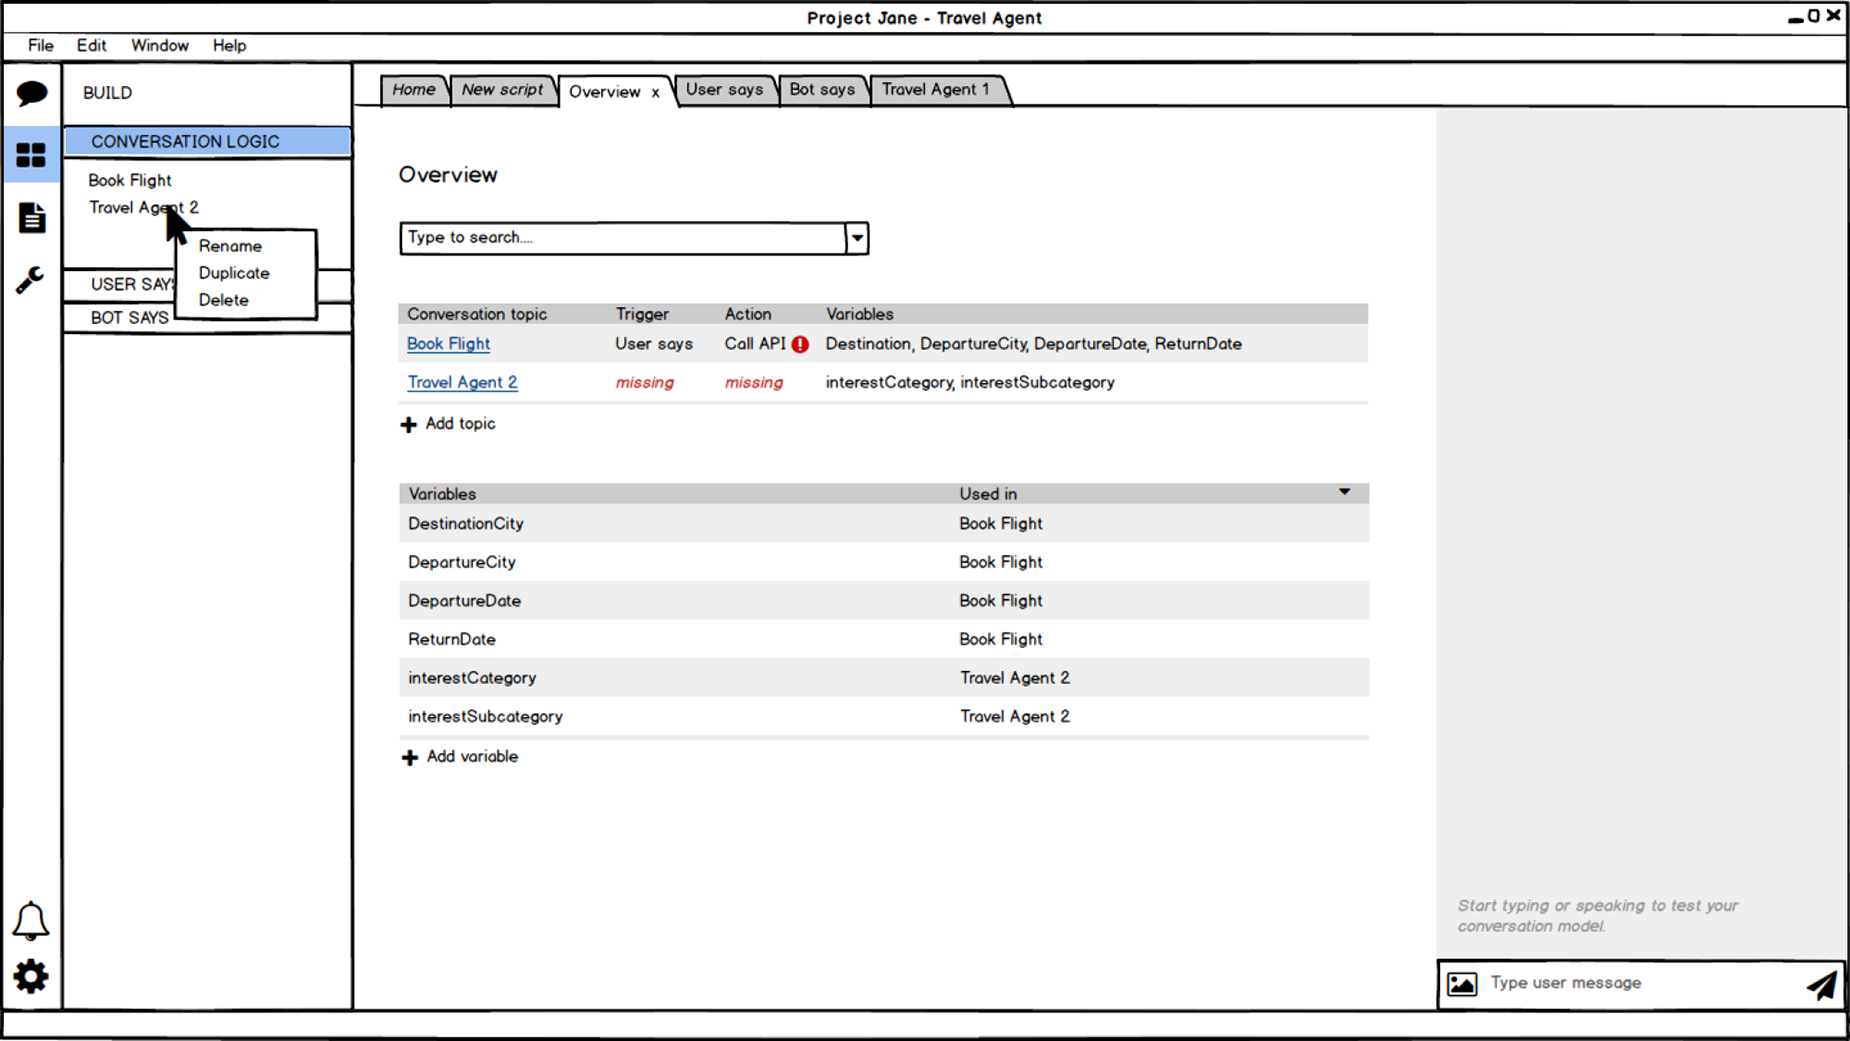 Project Jane - Travel Agent
File Edit Window Help
BUILD
CONVERSATION LOGIC
Book Flight
Travel Agent 2
Rename
Duplicate
Delete
USER SAYS
BOT SAYS
Home New script Overview x User says Bot says Travel Agent 1
Overview
Type to search....
Conversation topic Trigger Action Variables
Book Flight User says Call API ! Destination, DepartureCity, DepartureDate, ReturnDate
Travel Agent 2 missing missing interestCategory, interestSubcategory
+ Add topic
Variables Used in
DestinationCity Book Flight
DepartureCity Book Flight
DepartureDate Book Flight
ReturnDate Book Flight
interestCategory Travel Agent 2
interestSubcategory Travel Agent 2
+ Add variable
Start typing or speaking to test your
conversation model.
Type user message